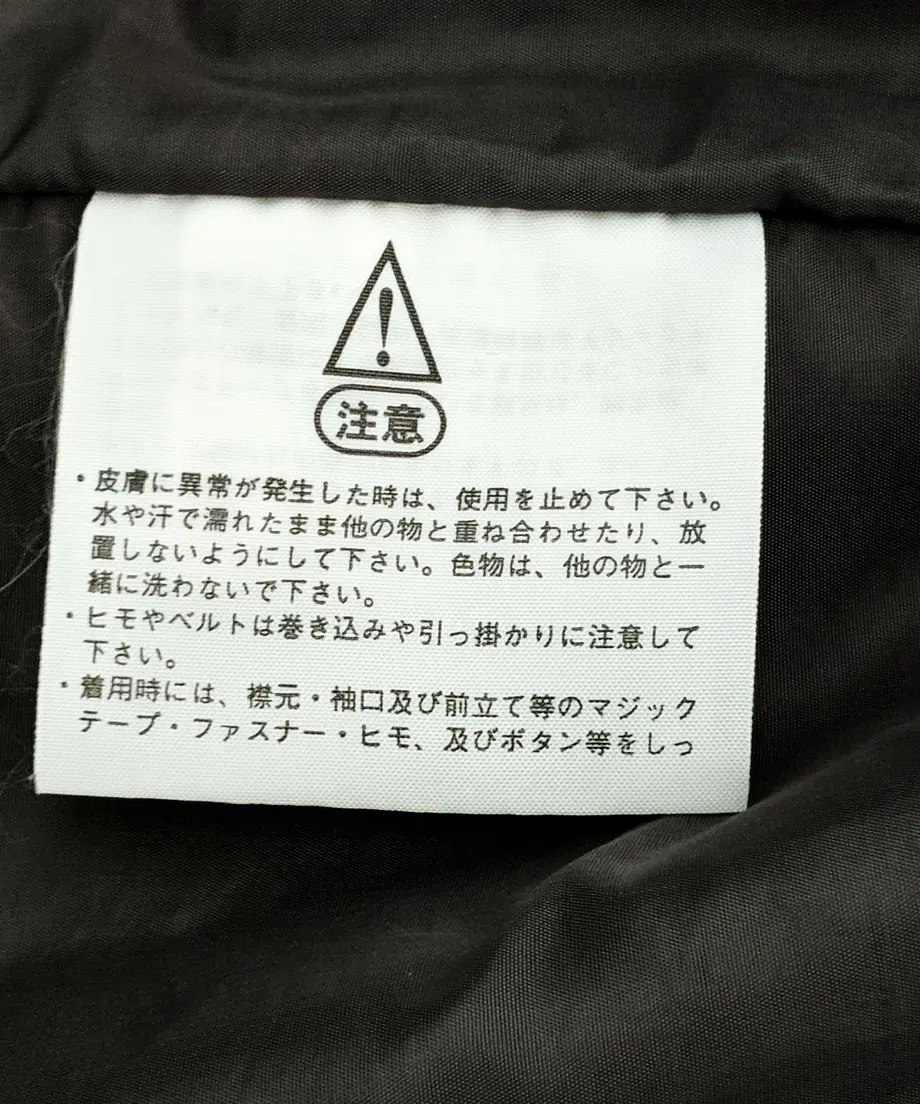 注意
・皮膚に異常が発生した時は、使用を止めて下さい。
水や汗で濡れたまま他の物と重ね合わせたり、放
置しないようにして下さい。色物は、他の物と一
緒に洗わないで下さい。
・ヒモやベルトは巻き込みや引っ掛かりに注意して
下さい。
・着用時には、襟元・袖口及び前立て等のマジック
テープ・ファスナー・ヒモ、及びボタン等をしっ